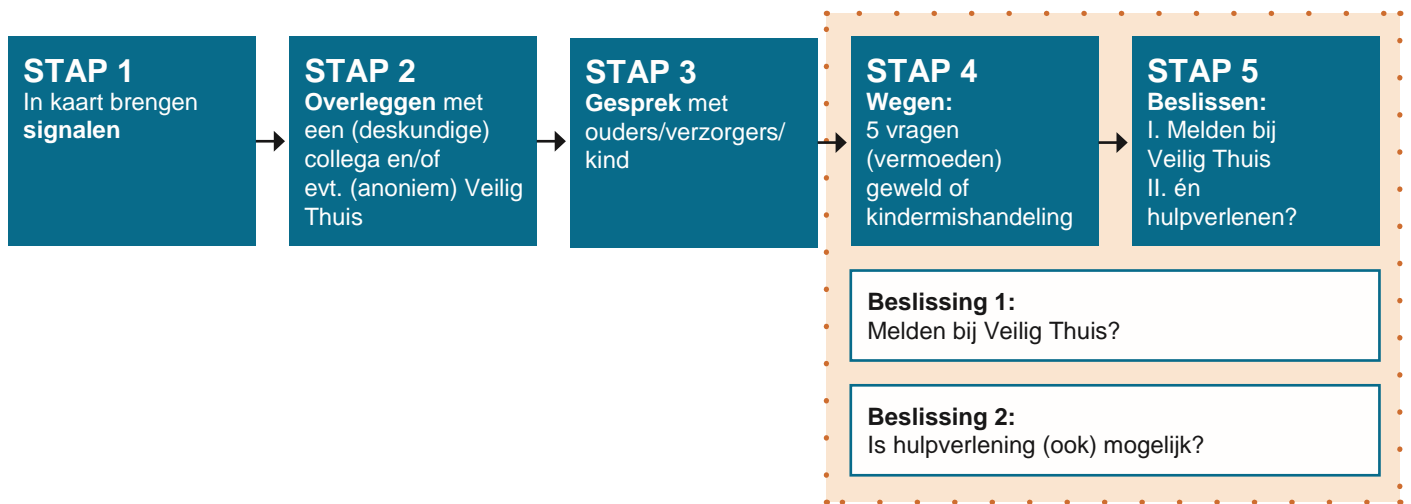 STAP 1
In kaart brengen
signalen
STAP 2
Overleggen met
een (deskundige)
collega en/of
evt. (anoniem) Veilig
Thuis
STAP 3
Gesprek met
ouders/verzorgers/
kind
STAP 4
Wegen:
5 vragen
(vermoeden)
geweld of
kindermishandeling
STAP 5
Beslissen:
I. Melden bij
Veilig Thuis
II. én
hulpverlenen?
Beslissing 1:
Melden bij Veilig Thuis?
Beslissing 2:
Is hulpverlening (ook) mogelijk?